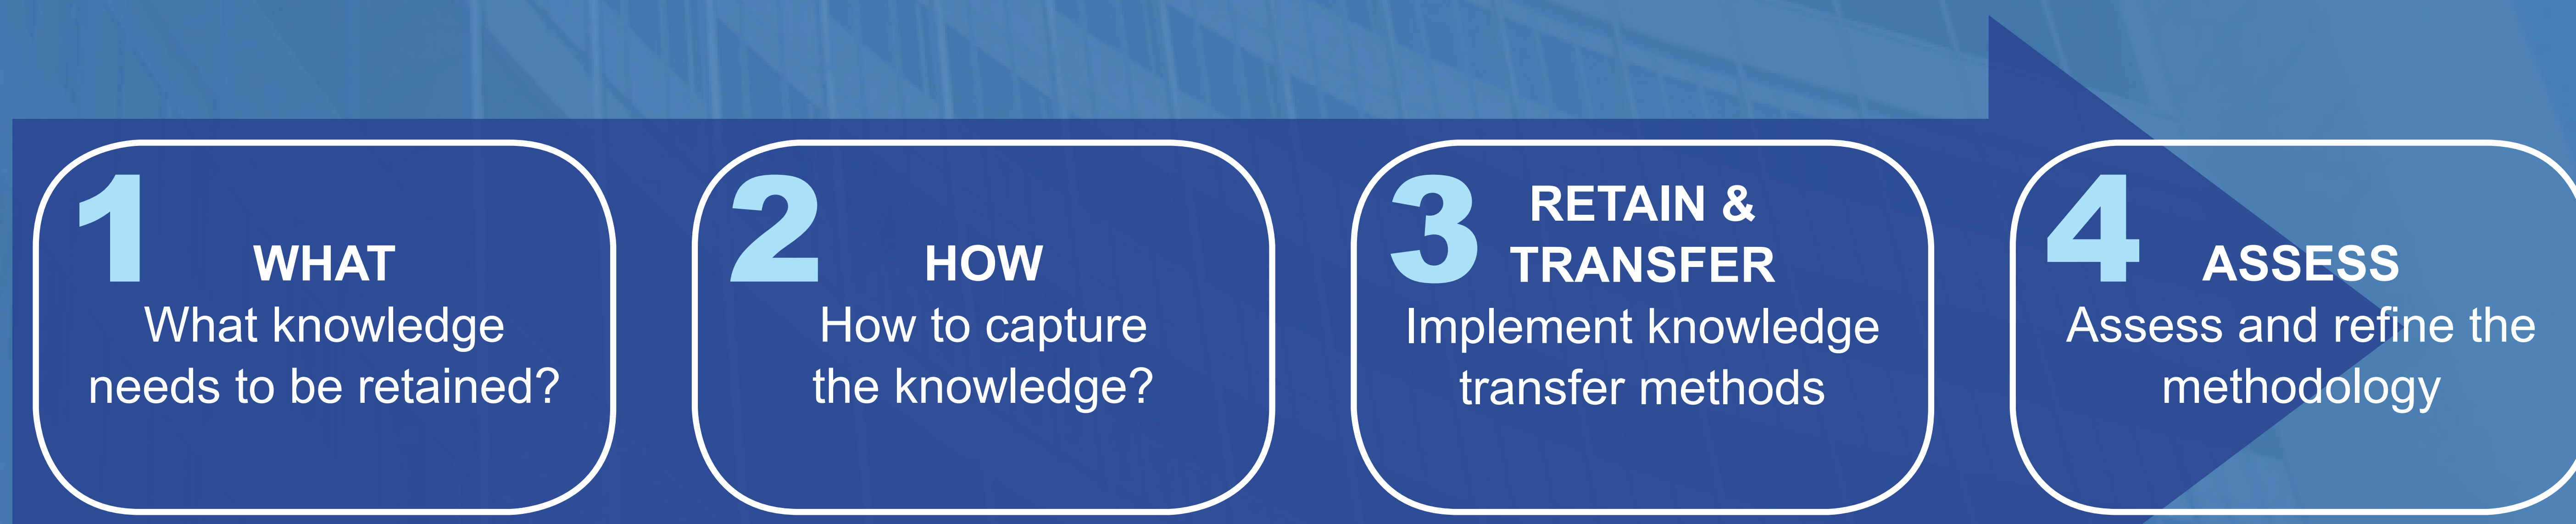 1
WHAT
What knowledge
needs to be retained?
2
HOW
How to capture
the knowledge?
3
RETAIN &
TRANSFER
Implement knowledge
transfer methods
4
ASSESS
Assess and refine the
methodology